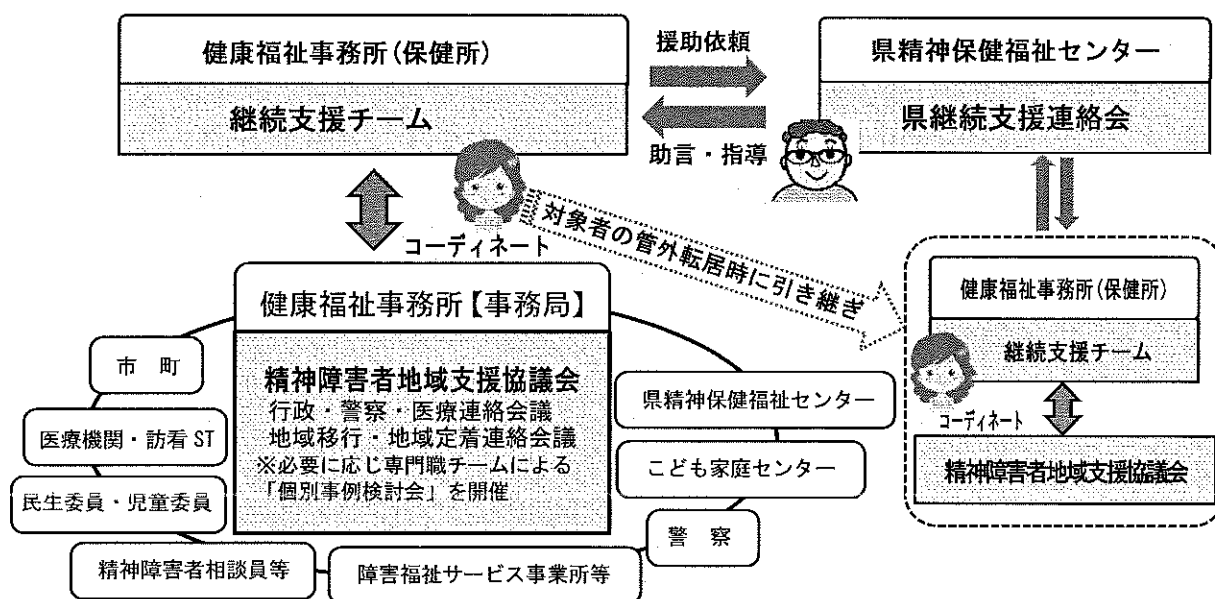 健康福祉事務所(保健所)
継続支援チーム
援助依頼
助言・指導
県精神保健福祉センター
県継続支援連絡会
コーディネート
対象者の管外転居時に引き継ぎ
健康福祉事務所【事務局】
精神障害者地域支援協議会
行政・警察・医療連絡会議
地域移行・地域定着連絡会議
※必要に応じ専門職チームによる
「個別事例検討会」を開催
市 町
医療機関・訪看 ST
民生委員・児童委員
精神障害者相談員等
障害福祉サービス事業所等
警 察
こども家庭センター
県精神保健福祉センター
健康福祉事務所(保健所)
継続支援チーム
コーディネート
精神障害者地域支援協議会